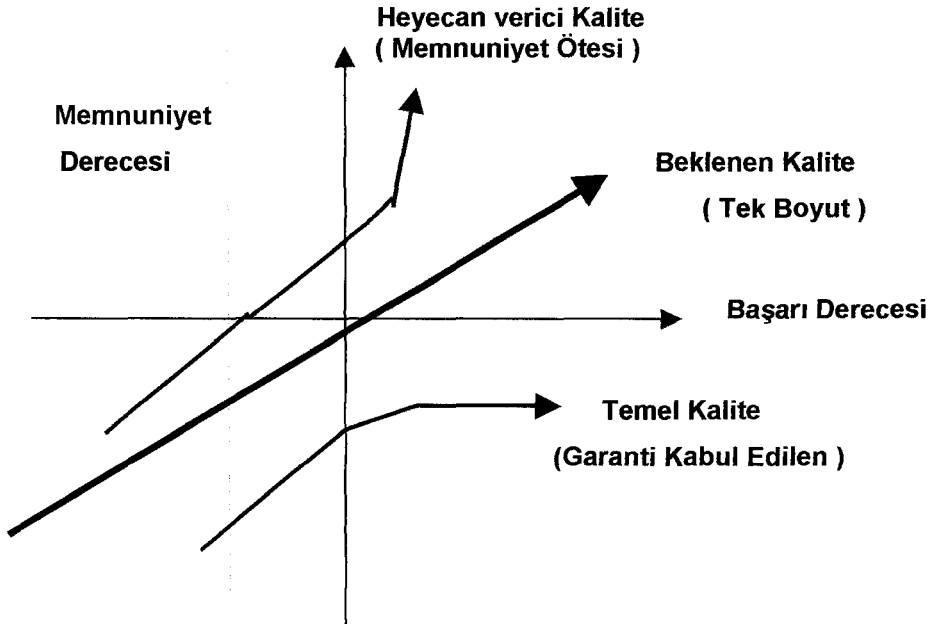 Heyecan verici Kalite
( Memnuniyet Ötesi )
Memnuniyet
Derecesi
Beklenen Kalite
( Tek Boyut )
Başarı Derecesi
Temel Kalite
(Garanti Kabul Edilen )